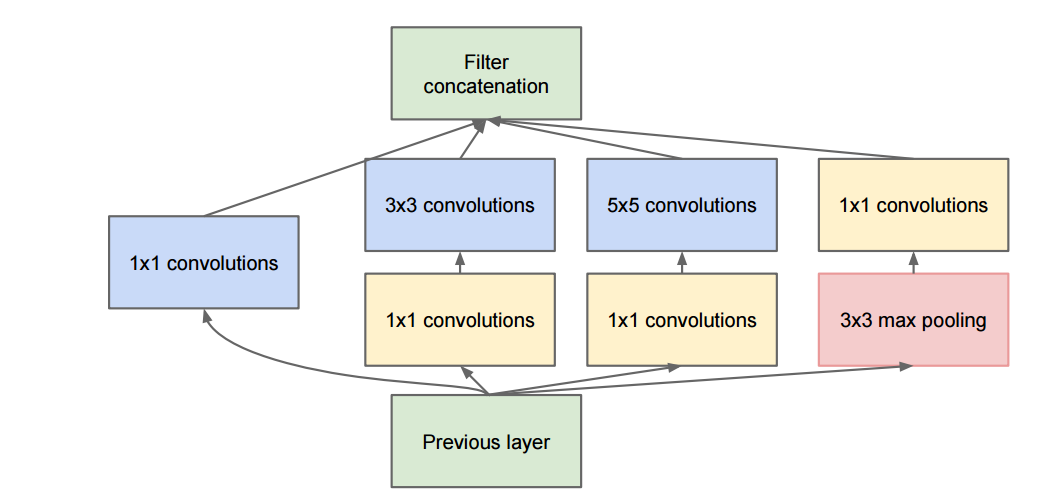 Filter
concatenation
3x3 convolutions
5x5 convolutions
1x1 convolutions
1x1 convolutions
1x1 convolutions
1x1 convolutions
3x3 max pooling
Previous layer